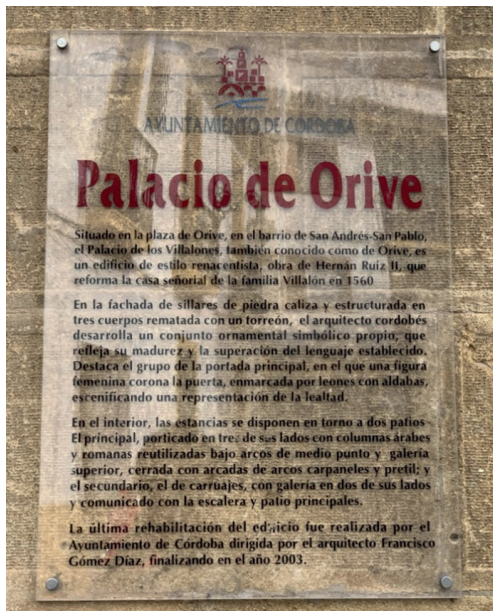 AYUNTAMIENTO DE CÓRDOBA
Palacio de Orive
Situado en la plaza de Orive, en el barrio de San Andrés-San Pablo,
el Palacio de los Villalones, también conocido como de Orive, es
un edificio de estilo renacentista, obra de Hernán Ruiz II, que
reforma la casa señorial de la familia Villalón en 1560
En la fachada de sillares de piedra caliza y estructurada en
tres cuerpos rematada con un torreón, el arquitecto cordobés
desarrolla un conjunto ornamental simbólico propio, que
refleja su madurez y la superación del lenguaje establecido.
Destaca el grupo de la portada principal, en el que una figura
femenina corona la puerta, enmarcada por leones con aldabas,
escenificando una representación de la lealtad.
En el interior, las estancias se disponen en torno a dos patios
El principal, porticado en tres de sus lados con columnas árabes
y romanas reutilizadas bajo arcos de medio punto y galería
superior, cerrada con arcadas de arcos carpaneles y pretil; y
el secundario, el de carruajes, con galería en dos de sus lados
y comunicado con la escalera y patio principales.
La última rehabilitación del edificio fue realizada por el
Ayuntamiento de Córdoba dirigida por el arquitecto Francisco
Gómez Díaz, finalizando en el año 2003.